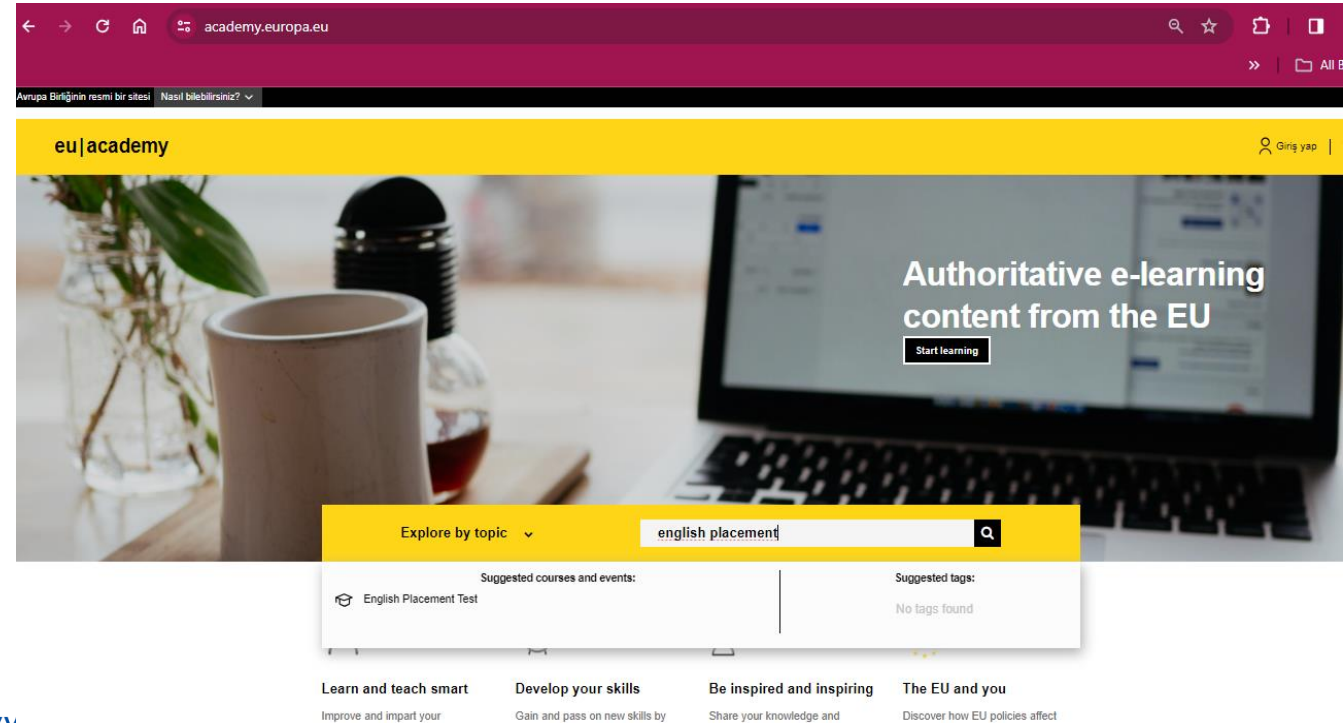 academy.europa.eu
» All B
Avrupa Birliğinin resmi bir sitesi Nasıl bilebilirsiniz?
eu|academy
Giriş yap
Authoritative e-learning
content from the EU
Start learning
Explore by topic
english placement
Suggested courses and events:
English Placement Test
Suggested tags:
No tags found
Learn and teach smart
Improve and impart your
Develop your skills
Gain and pass on new skills by
Be inspired and inspiring
Share your knowledge and
The EU and you
Discover how EU policies affect